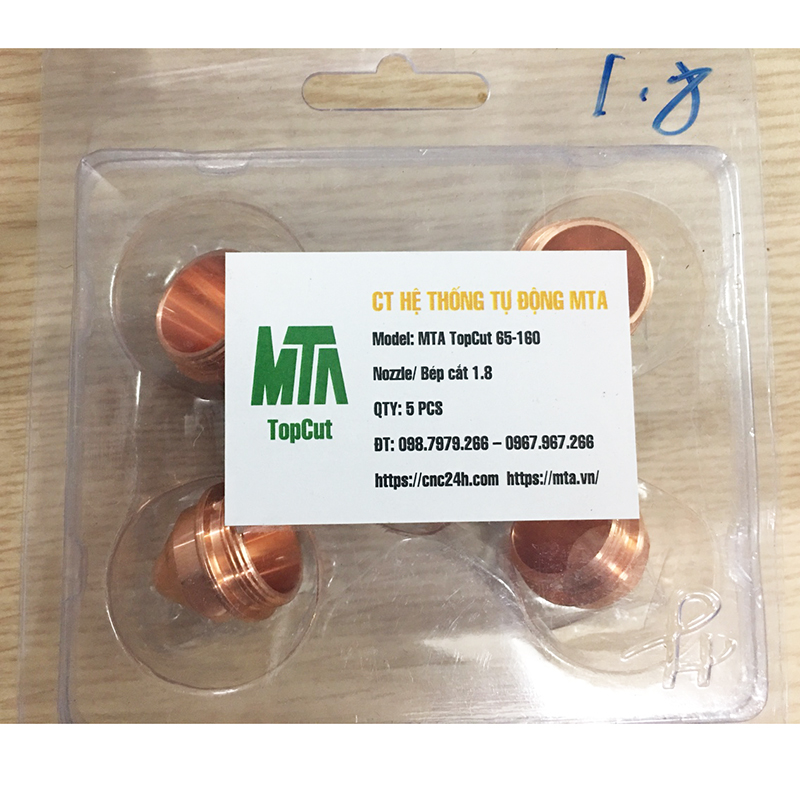 1.8
CT HỆ THỐNG TỰ ĐỘNG MTA
Model: MTA TopCut 65-160
Nozzle/ Bép cắt 1.8
QTY: 5 PCS
ĐT: 098.7979.266 – 0967.967.266
https://cnc24h.com https://mta.vn/
MTA
TopCut